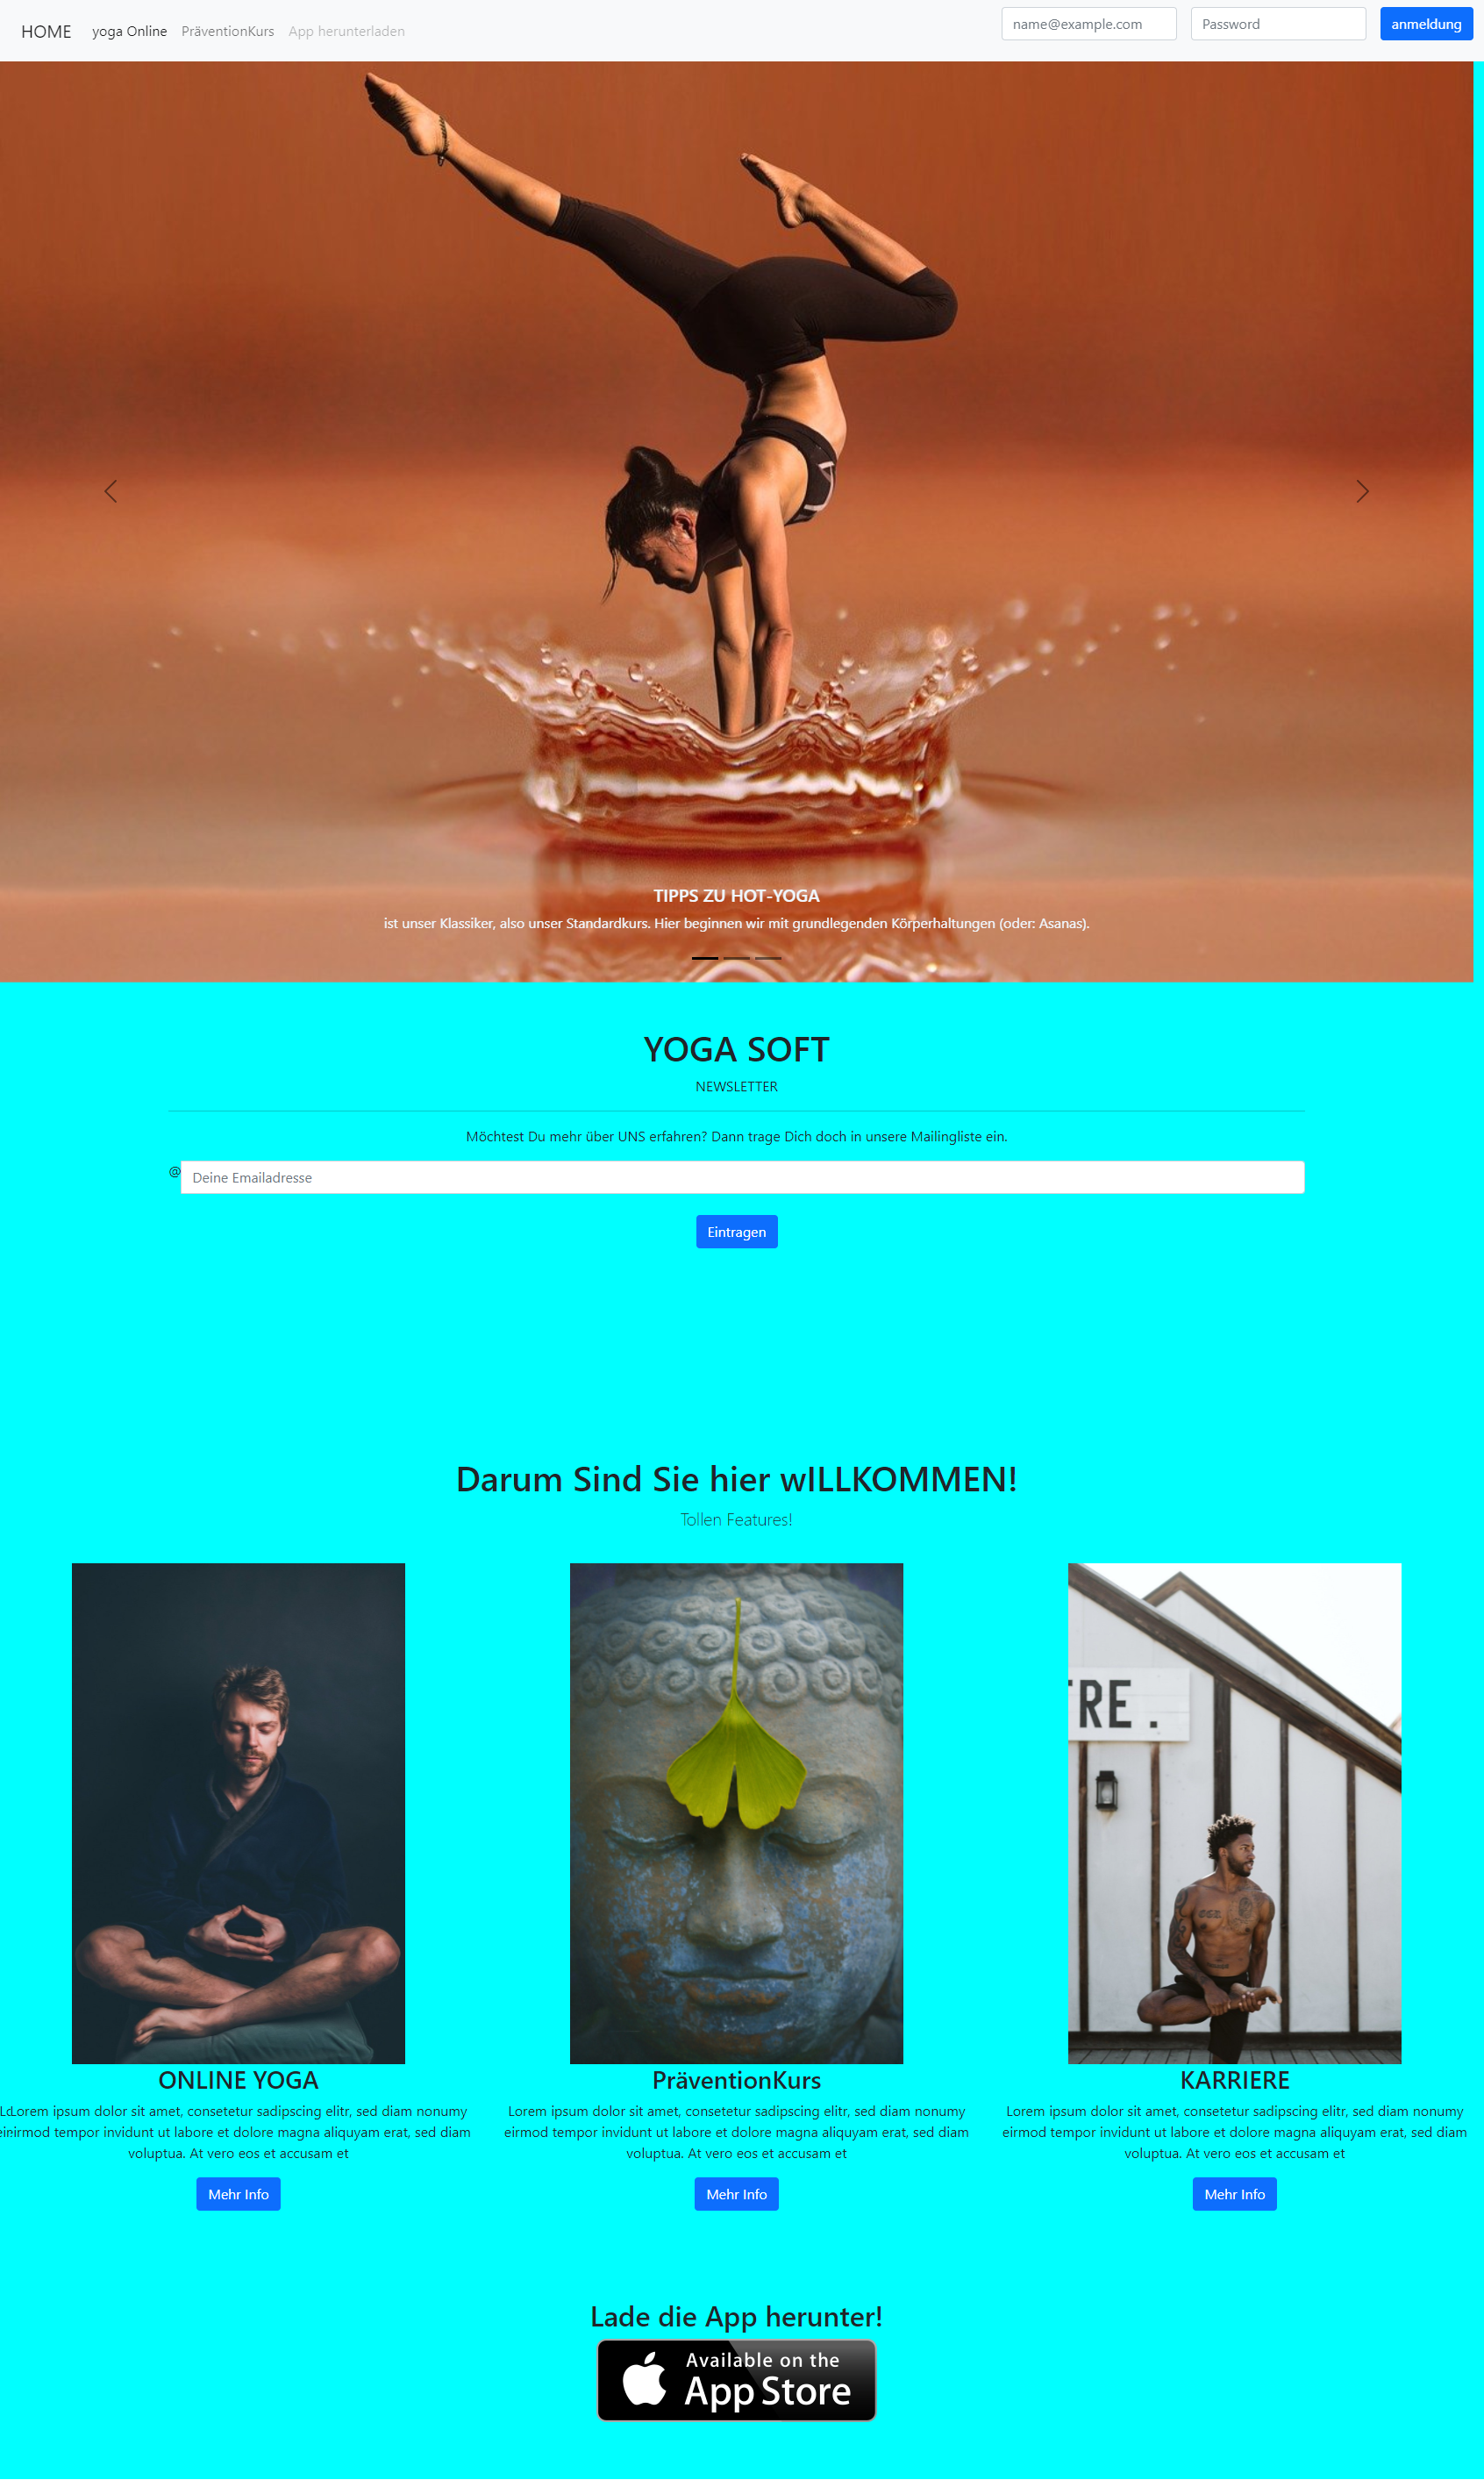 HOME yoga Online PräventionKurs App herunterladen name@example.com Password anmeldung
TIPPS ZU HOT-YOGA
ist unser Klassiker, also unser Standardkurs. Hier beginnen wir mit grundlegenden Körperhaltungen (oder: Asanas).
YOGA SOFT
NEWSLETTER
Möchtest Du mehr über UNS erfahren? Dann trage Dich doch in unsere Mailingliste ein.
@ Deine Emailadresse
Eintragen
Darum Sind Sie hier wILLKOMMEN!
Tollen Features!
TRE .
ONLINE YOGA
Lorem ipsum dolor sit amet, consetetur sadipscing elitr, sed diam nonumy
eirmod tempor invidunt ut labore et dolore magna aliquyam erat, sed diam
voluptua. At vero eos et accusam et
Mehr Info
PräventionKurs
Lorem ipsum dolor sit amet, consetetur sadipscing elitr, sed diam nonumy
eirmod tempor invidunt ut labore et dolore magna aliquyam erat, sed diam
voluptua. At vero eos et accusam et
Mehr Info
KARRIERE
Lorem ipsum dolor sit amet, consetetur sadipscing elitr, sed diam nonumy
eirmod tempor invidunt ut labore et dolore magna aliquyam erat, sed diam
voluptua. At vero eos et accusam et
Mehr Info
Lade die App herunter!
Available on the
App Store